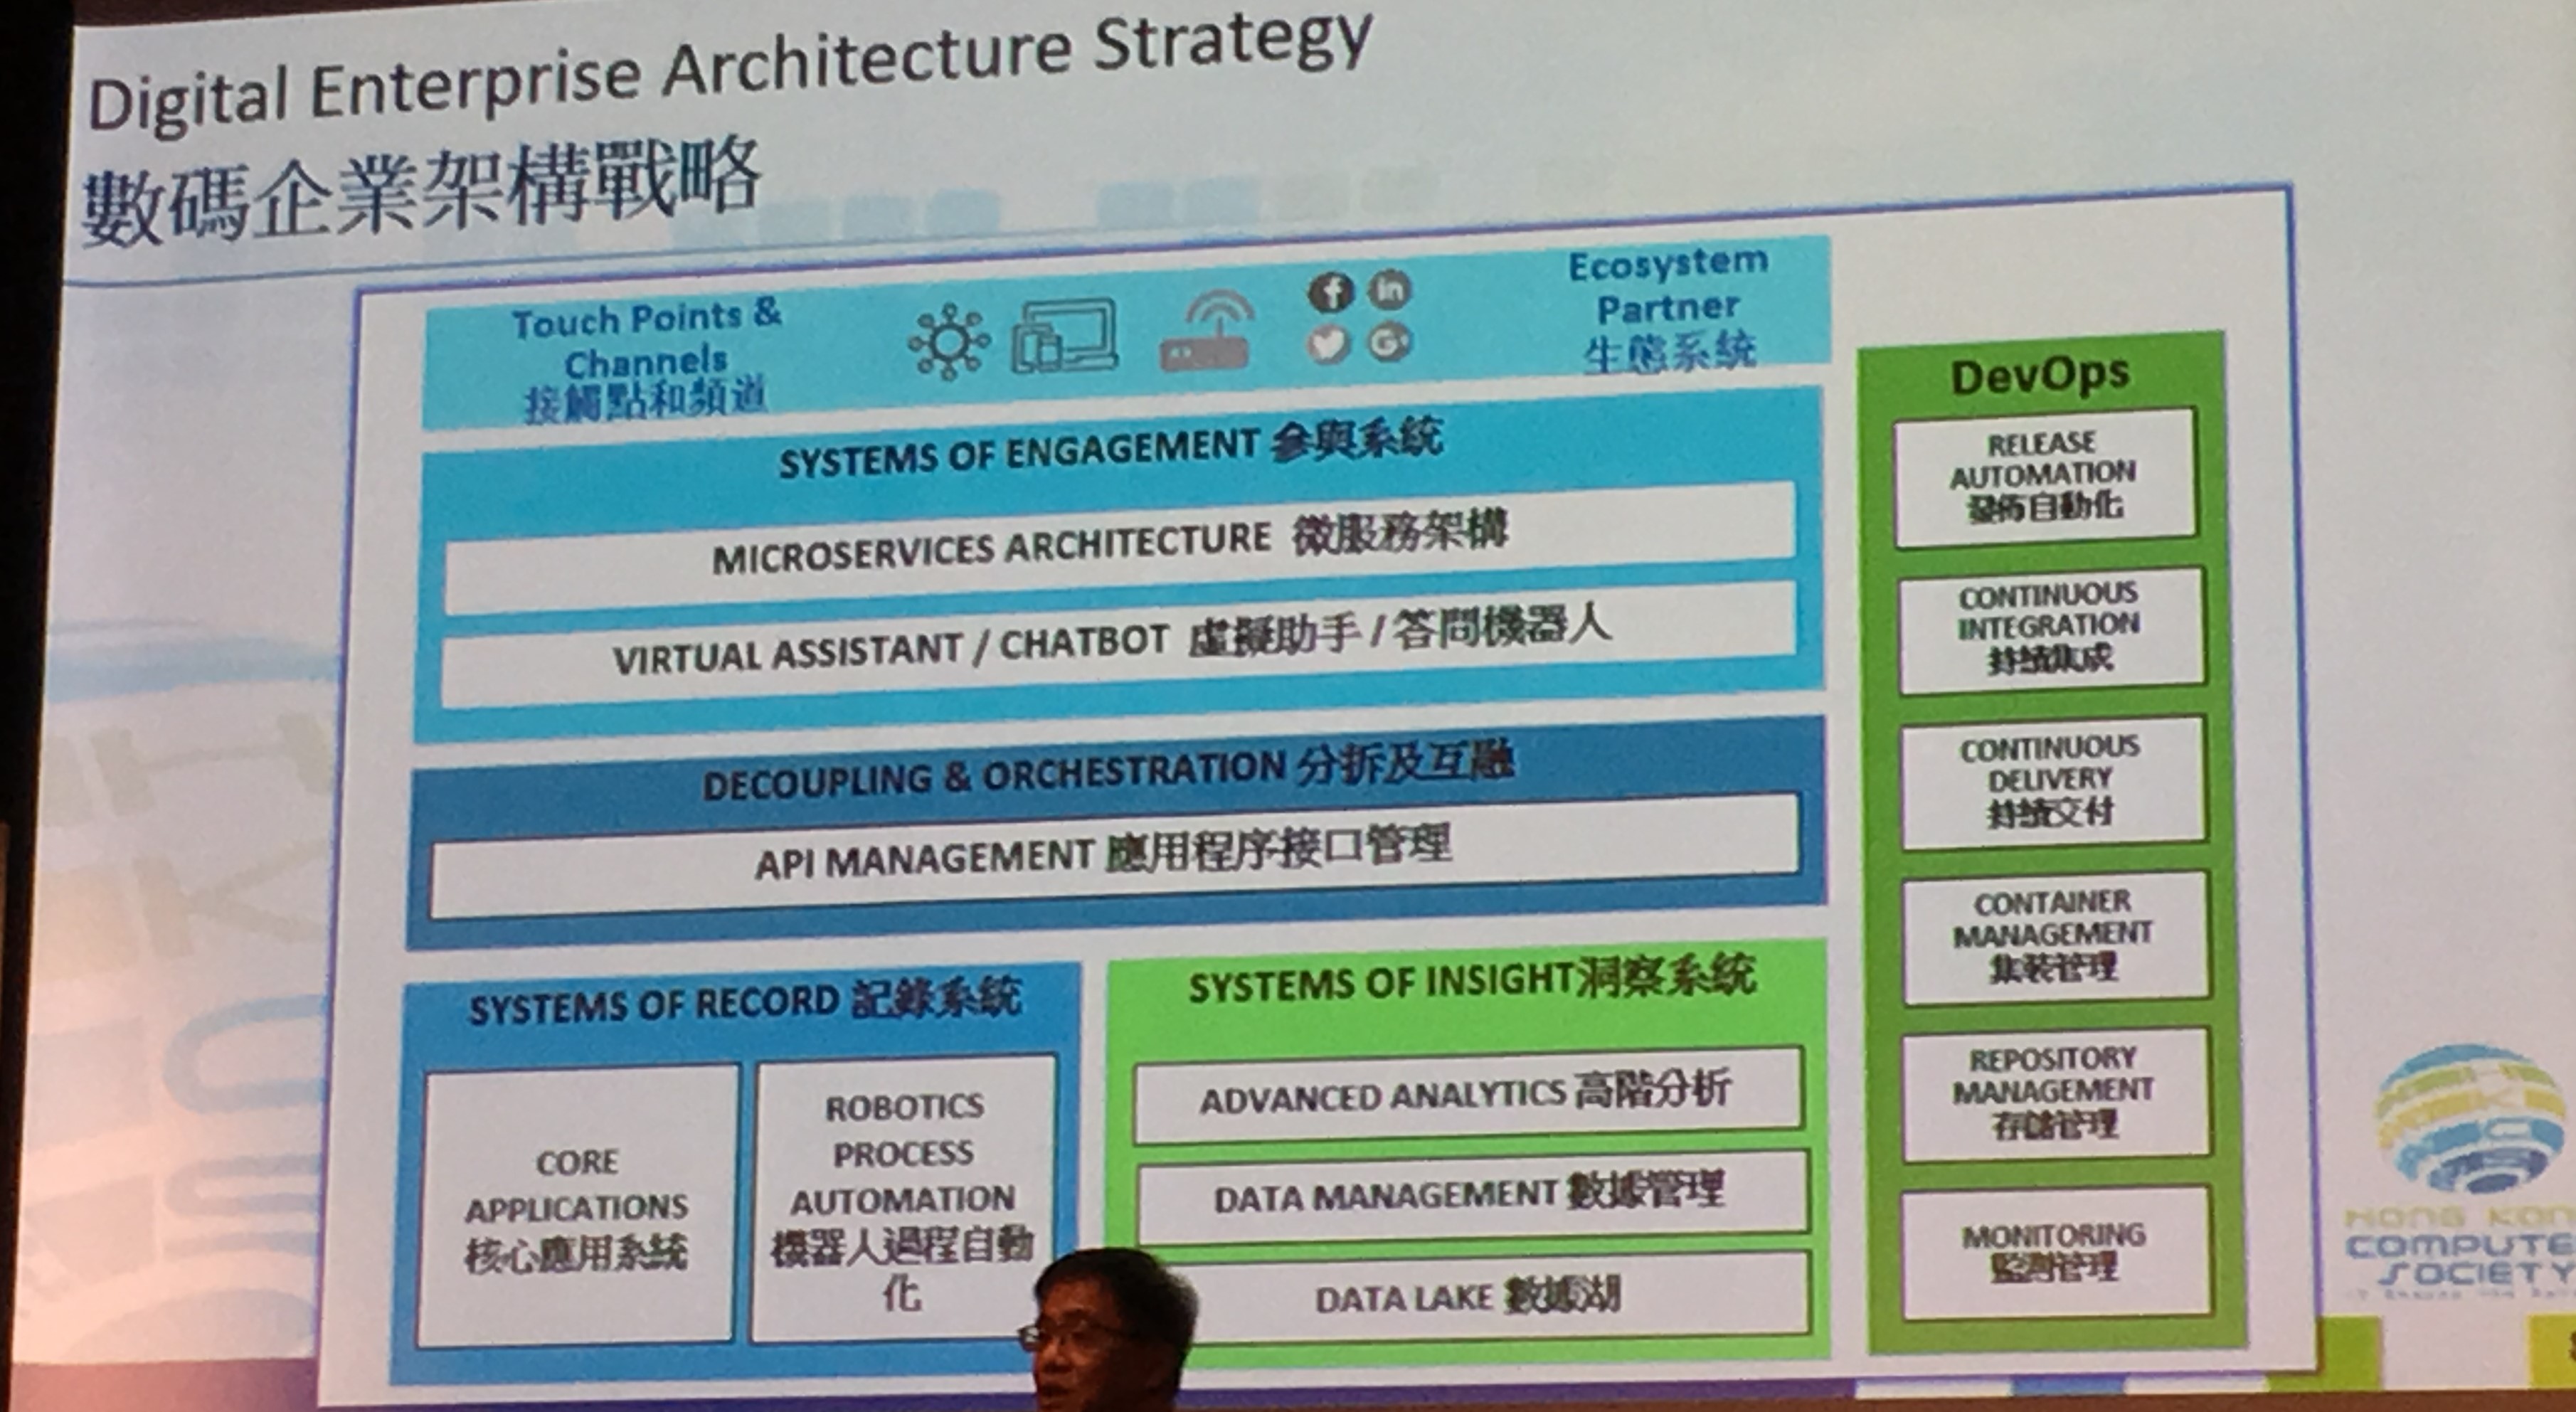 Digital Enterprise Architecture Strategy
數碼企業架構戰略
Touch Points &
Channels
接觸點和頻道
f in
G+
Ecosystem
Partner
生態系統
SYSTEMS OF ENGAGEMENT 參與系統
MICROSERVICES ARCHITECTURE 微服務架構
VIRTUAL ASSISTANT / CHATBOT 虛擬助手 / 答問機器人
DECOUPLING & ORCHESTRATION 分拆及互融
API MANAGEMENT 應用程序接口管理
SYSTEMS OF RECORD 記錄系統
CORE
APPLICATIONS
核心應用系統
ROBOTICS
PROCESS
AUTOMATION
機器人過程自動
化
SYSTEMS OF INSIGHT洞察系統
ADVANCED ANALYTICS 高階分析
DATA MANAGEMENT 數據管理
DATA LAKE 數據湖
DevOps
RELEASE
AUTOMATION
發佈自動化
CONTINUOUS
INTEGRATION
持續集成
CONTINUOUS
DELIVERY
持續交付
CONTAINER
MANAGEMENT
集裝管理
REPOSITORY
MANAGEMENT
存儲管理
MONITORING
監測管理
HONG KON
COMPUTE
SOCIETY